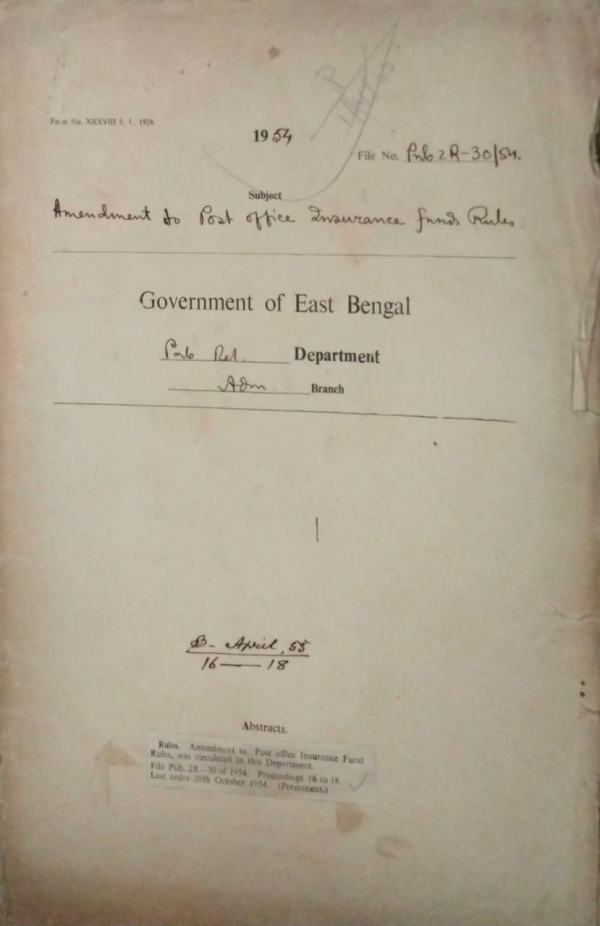 Form No. XXXVIII S. 1, 1924
1954
File No. Pub 2R-30/54.
Subject
Amendment to Post office Insurance funds Rules.
Government of East Bengal
Pub Rel. Department
Adm. Branch
B- April, 55
16 — 18
Abstracts.
Rules. Amendment to Post office Insurance Fund
Rules, was circulated in this Department.
File Pub. 2R—30 of 1954. Proceedings 16 to 18.
Last order 29th October 1954. (Permanent.)